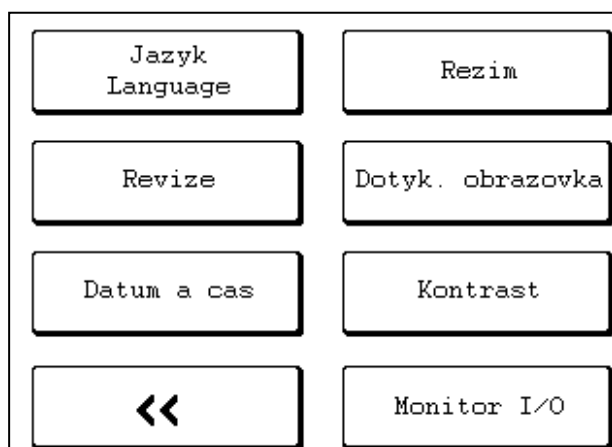 Jazyk
Language
Rezim
Revize
Dotyk. obrazovka
Datum a cas
Kontrast
<<
Monitor I/O